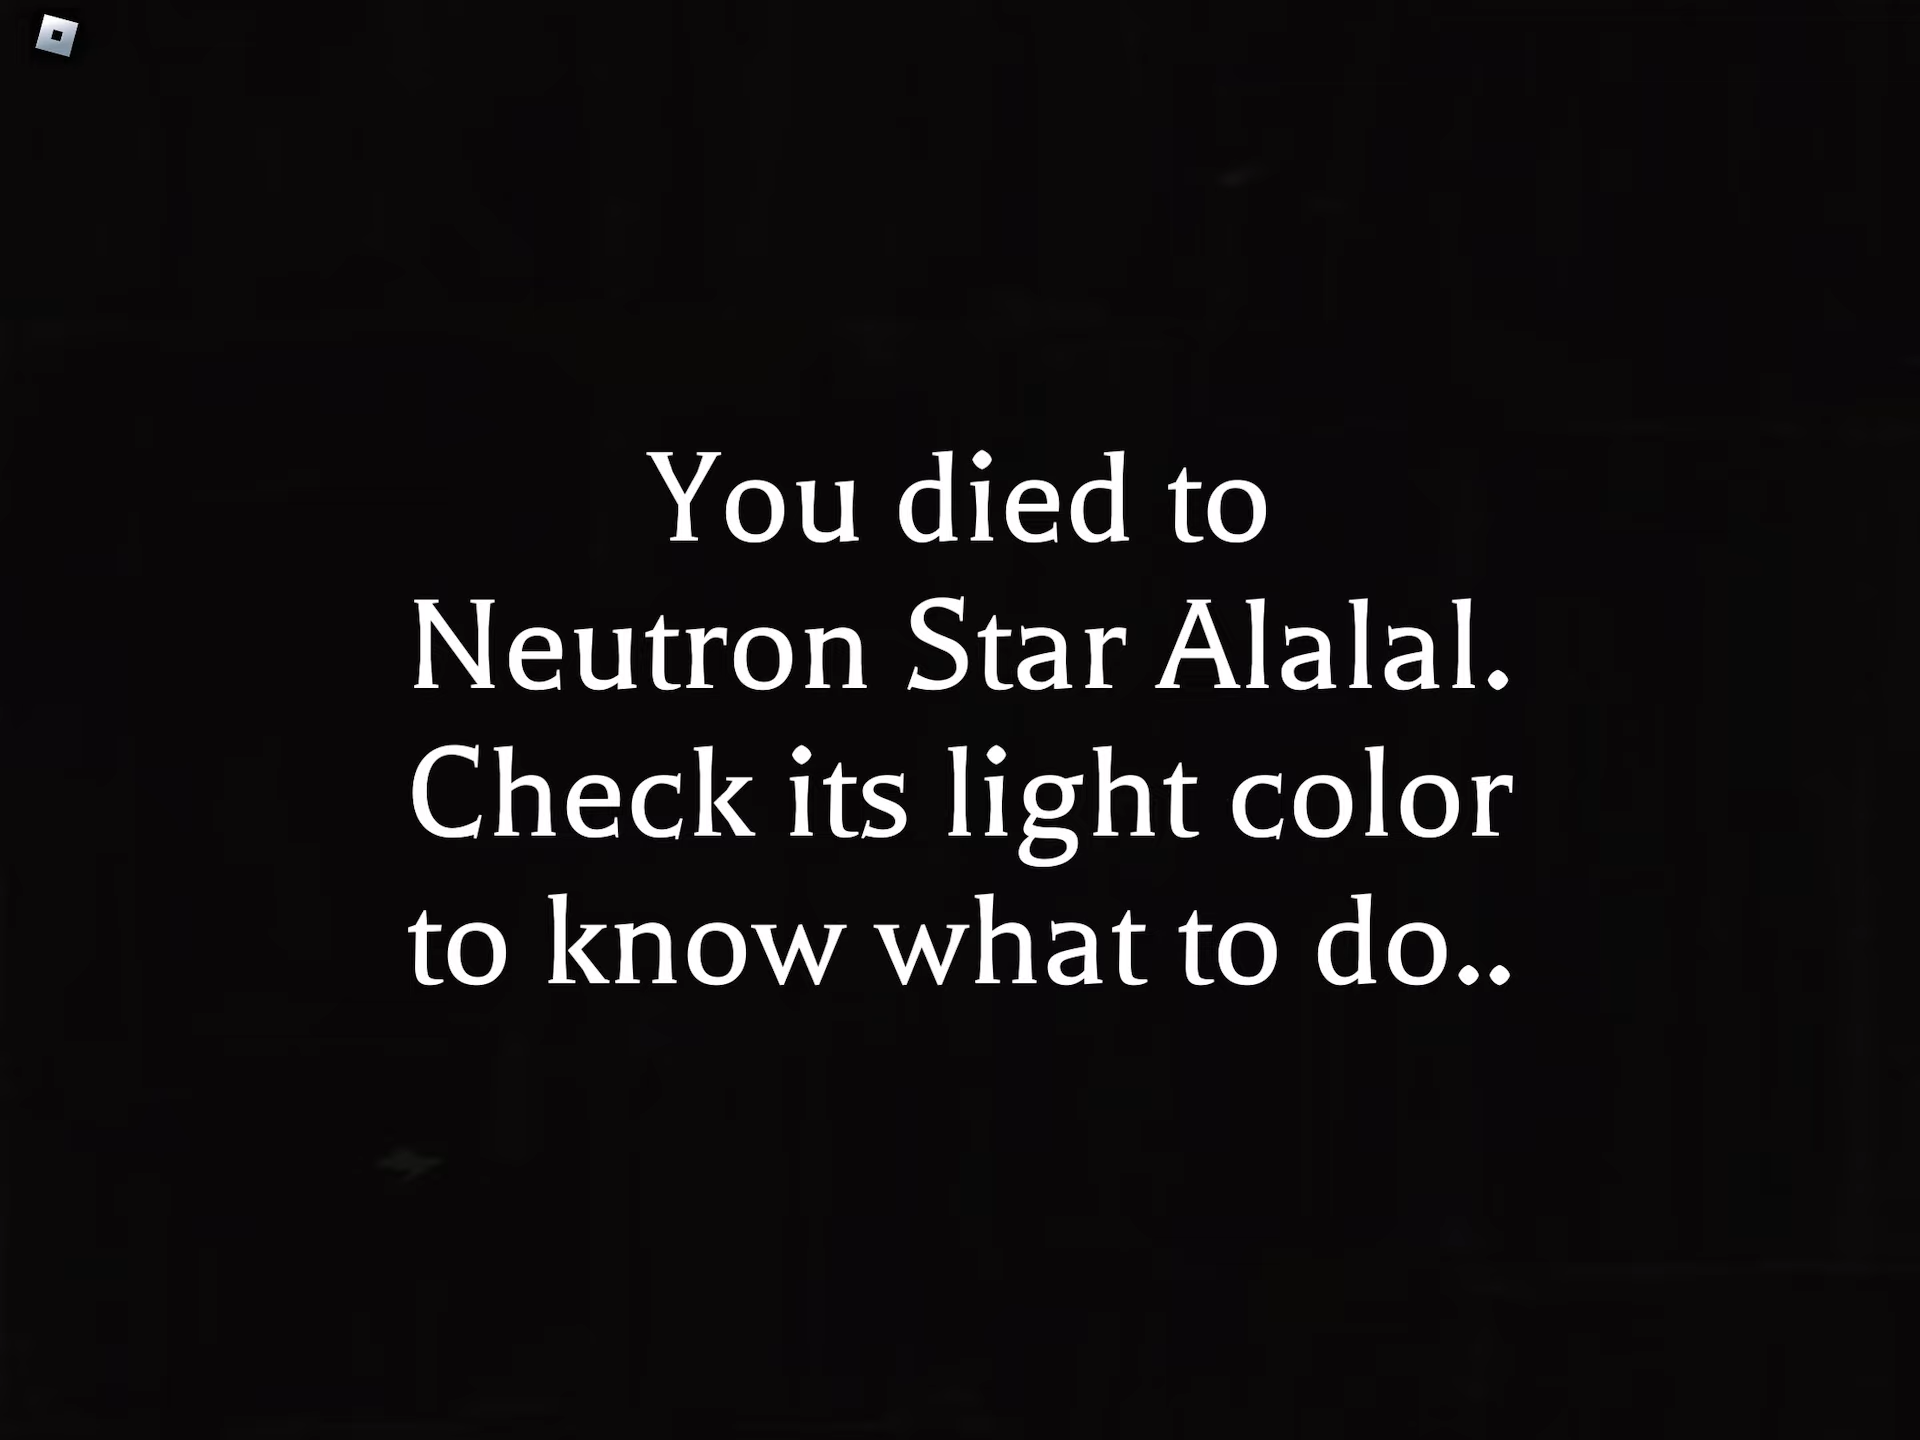 You died to
Neutron Star Alalal.
Check its light color
to know what to do..